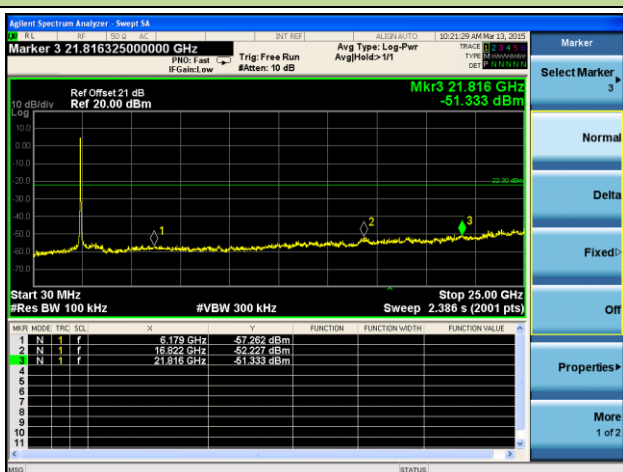 Agilent Spectrum Analyzer - Swept SA
RL RF 50 Ω AC INT REF ALIGN AUTO 10:21:29 AM Mar 13, 2015
Marker 3 21.816325000000 GHz
PNO: Fast
IFGain:Low
Trig: Free Run
#Atten: 10 dB
Avg Type: Log-Pwr
Avg|Hold:>1/1
TRACE 1 2 3 4 5 6
TYPE M
DET P N N N N N
Ref Offset 21 dB
10 dB/div Ref 20.00 dBm
Log
Mkr3 21.816 GHz
-51.333 dBm
10.0
0.00
-10.0
-20.0
-22.20 dBm
-30.0
-40.0
-50.0
-60.0
-70.0
1
2
3
Start 30 MHz Stop 25.00 GHz
#Res BW 100 kHz #VBW 300 kHz Sweep 2.386 s (2001 pts)
MKR MODE TRC SCL X Y FUNCTION FUNCTION WIDTH FUNCTION VALUE
1 N 1 f 6.179 GHz -57.262 dBm
2 N 1 f 16.822 GHz -52.227 dBm
3 N 1 f 21.816 GHz -51.333 dBm
4
5
6
7
8
9
10
11
MSG STATUS
Marker
Select Marker
3
Normal
Delta
Fixed
Off
Properties
More
1 of 2